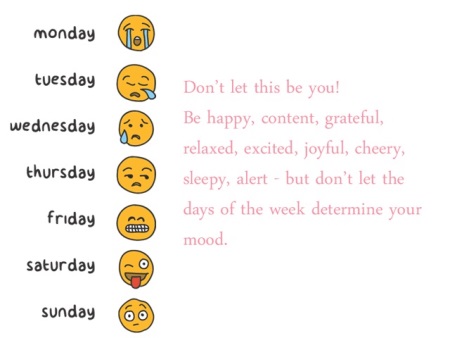 monday
tuesday
wednesday
thursday
friday
saturday
sunday
Don't let this be you!
Be happy, content, grateful,
relaxed, excited, joyful, cheery,
sleepy, alert - but don't let the
days of the week determine your
mood.